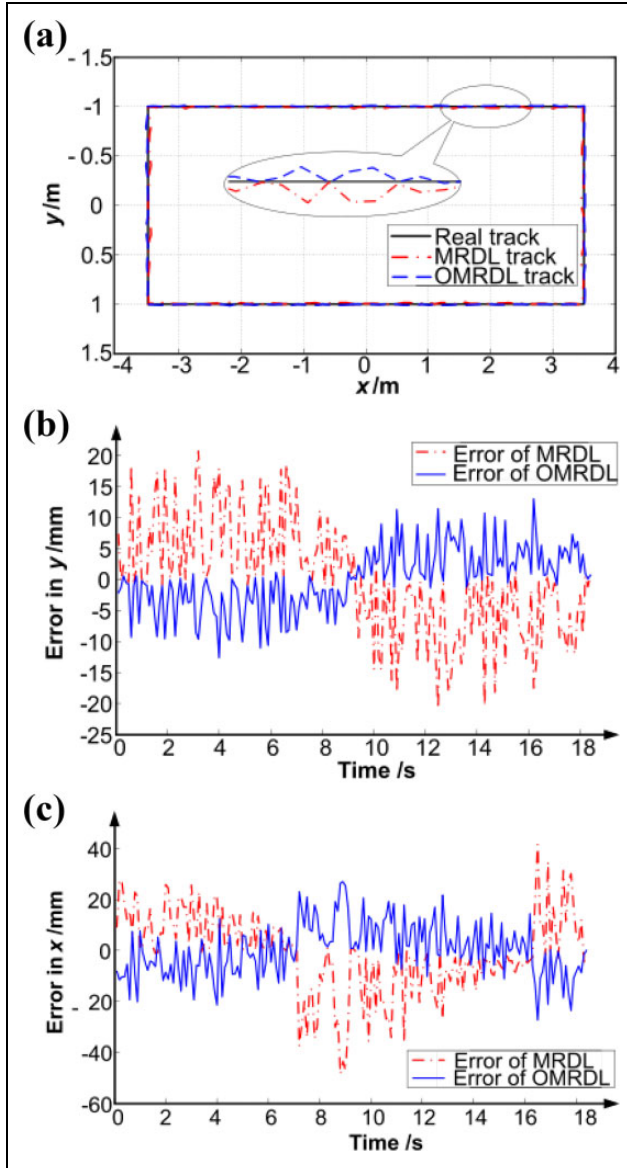 (a)
- 1.5
-1
- 0.5
0
0.5
1
1.5
y/m
-4 -3 -2 -1 0 1 2 3 4
x/m
Real track
MRDL track
OMRDL track
(b)
20
15
10
5
0
-5
-10
-15
-20
-25
Error in y/mm
Error of MRDL
Error of OMRDL
0 2 4 6 8 10 12 14 16 18
Time /s
(c)
40
20
0
20
-40
-60
Error in x/mm
-
Error of MRDL
Error of OMRDL
0 2 4 6 8 10 12 14 16 18
Time /s